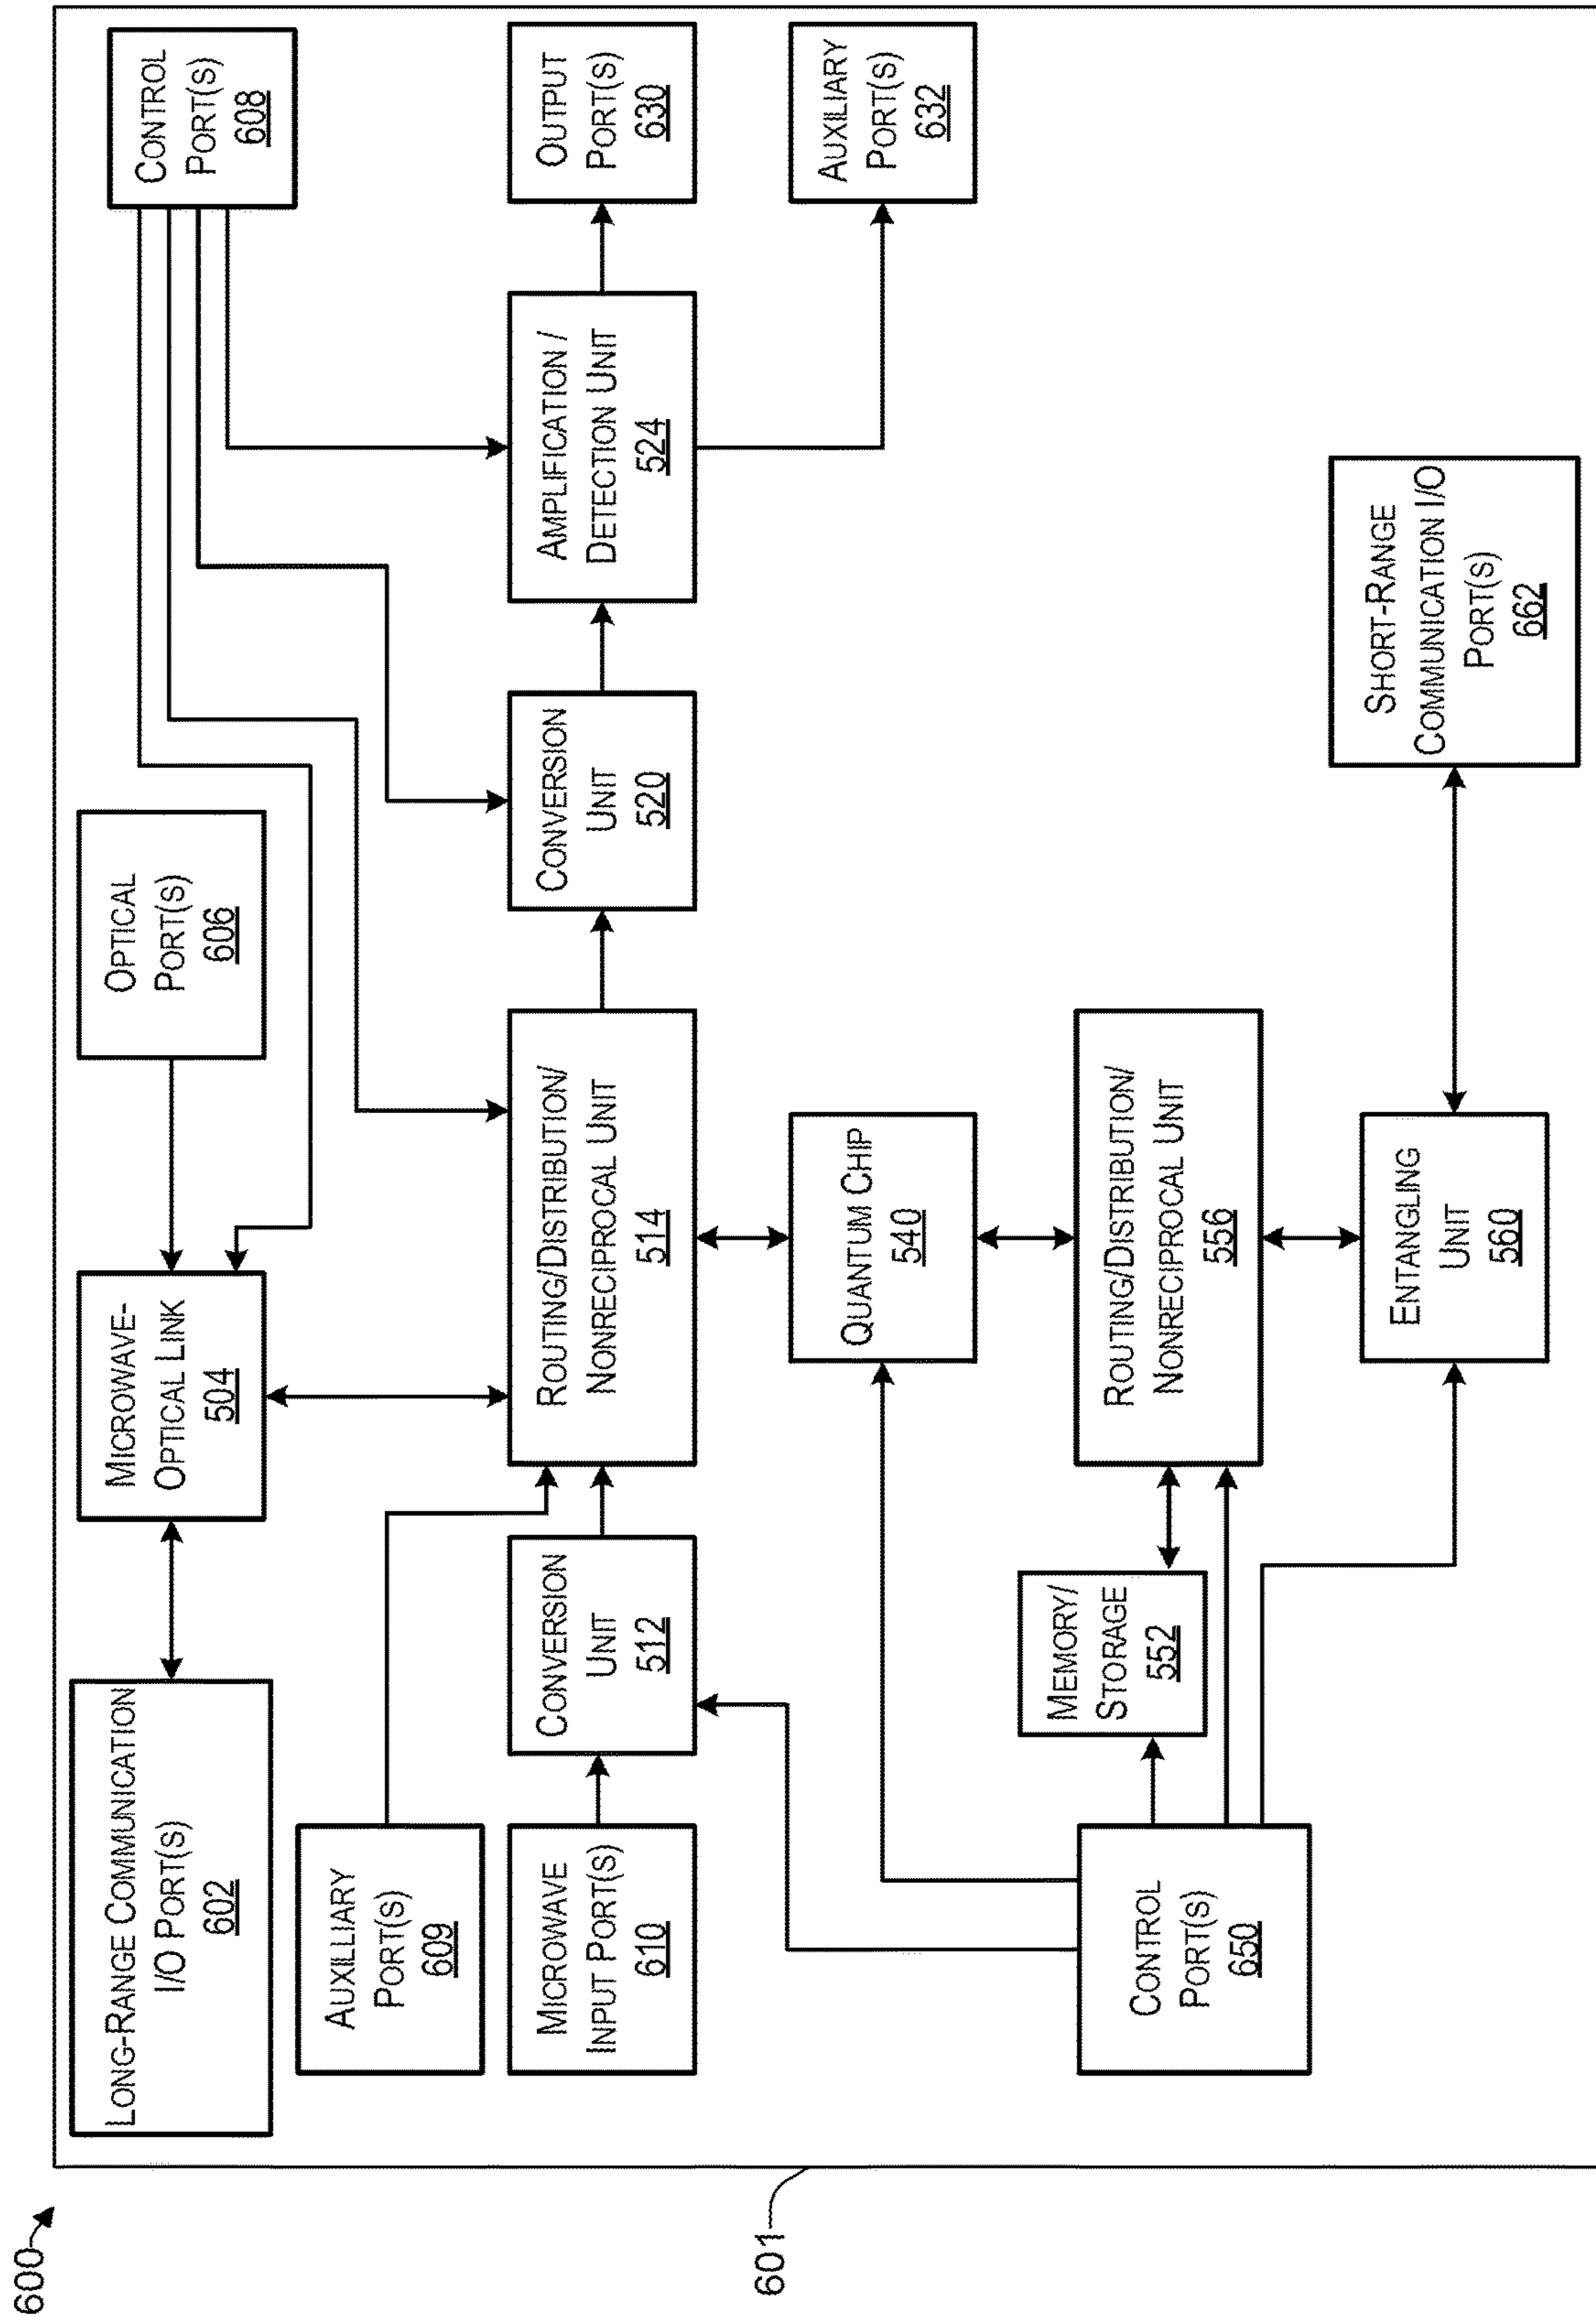 600
601
LONG-RANGE COMMUNICATION
I/O PORT(S)
602
MICROWAVE-
OPTICAL LINK
504
OPTICAL
PORT(S)
606
CONTROL
PORT(S)
608
AUXILLIARY
PORT(S)
609
MICROWAVE
INPUT PORT(S)
610
CONVERSION
UNIT
512
ROUTING/DISTRIBUTION/
NONRECIPROCAL UNIT
514
CONVERSION
UNIT
520
AMPLIFICATION /
DETECTION UNIT
524
OUTPUT
PORT(S)
630
AUXILIARY
PORT(S)
632
QUANTUM CHIP
540
CONTROL
PORT(S)
650
MEMORY/
STORAGE
552
ROUTING/DISTRIBUTION/
NONRECIPROCAL UNIT
556
ENTANGLING
UNIT
560
SHORT-RANGE
COMMUNICATION I/O
PORT(S)
662